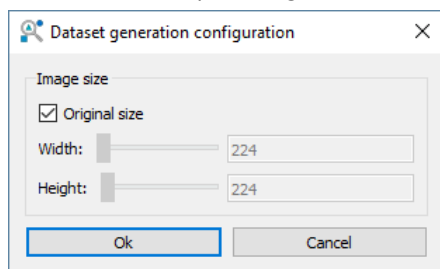 Dataset generation configuration
Image size
Original size
Width: 224
Height: 224
Ok Cancel